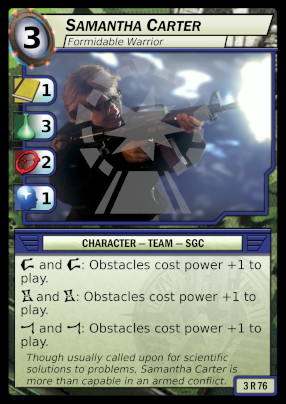 3
SAMANTHA CARTER
Formidable Warrior
1
3
2
1
CHARACTER – TEAM – SGC
and : Obstacles cost power +1 to
play.
and : Obstacles cost power +1 to
play.
and : Obstacles cost power +1 to
play.
Though usually called upon for scientific
solutions to problems, Samantha Carter is
more than capable in an armed conflict.
3 R 76